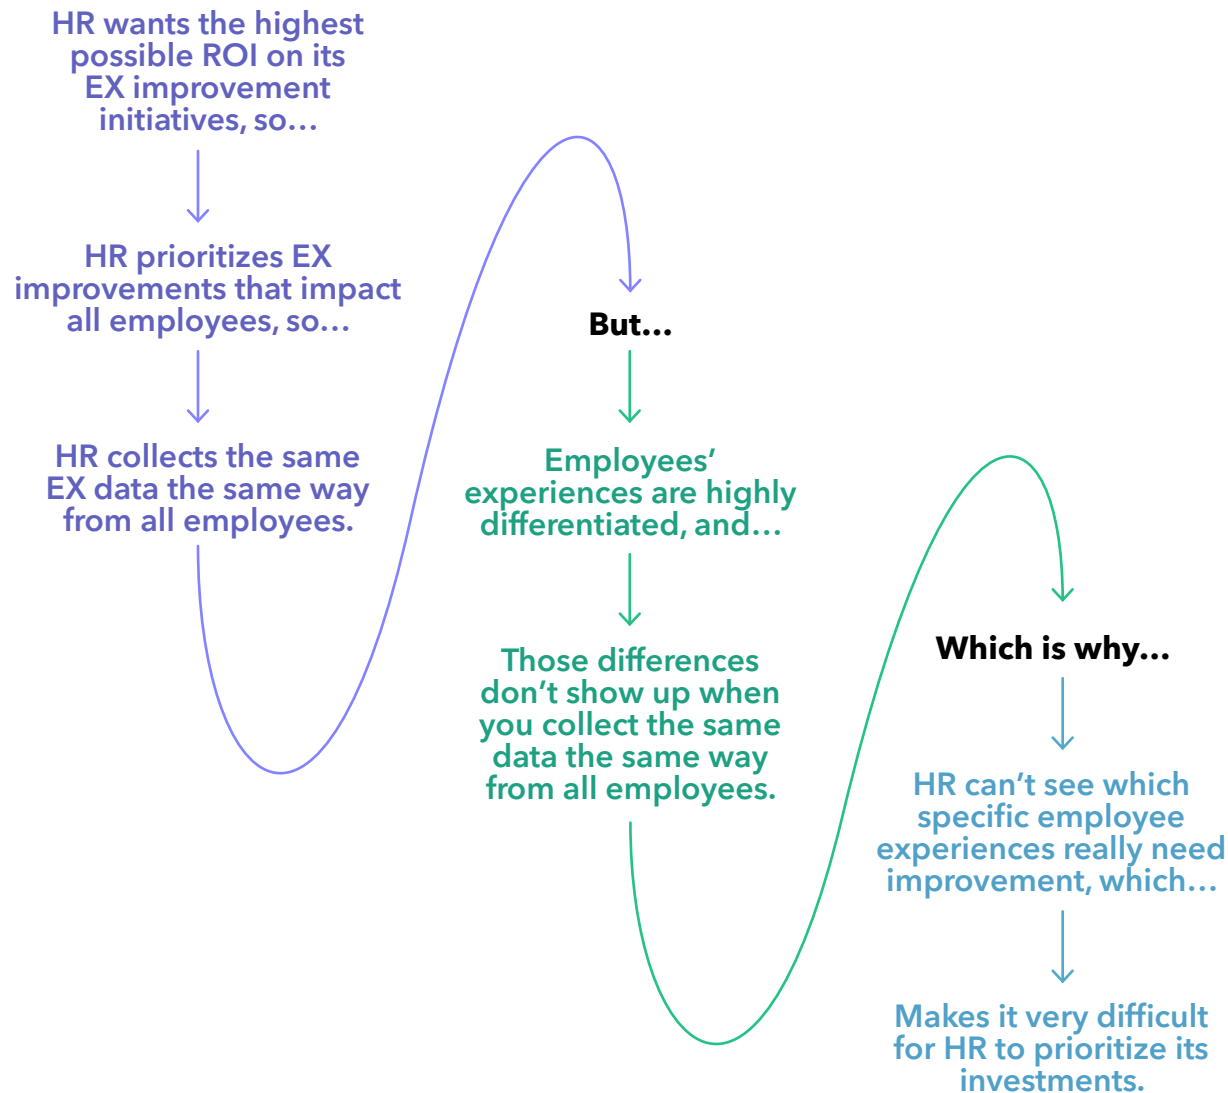 HR wants the highest
possible ROI on its
EX improvement
initiatives, so…
HR prioritizes EX
improvements that impact
all employees, so…
HR collects the same
EX data the same way
from all employees.
But…
Employees’
experiences are highly
differentiated, and…
Those differences
don’t show up when
you collect the same
data the same way
from all employees.
Which is why…
HR can’t see which
specific employee
experiences really need
improvement, which…
Makes it very difficult
for HR to prioritize its
investments.